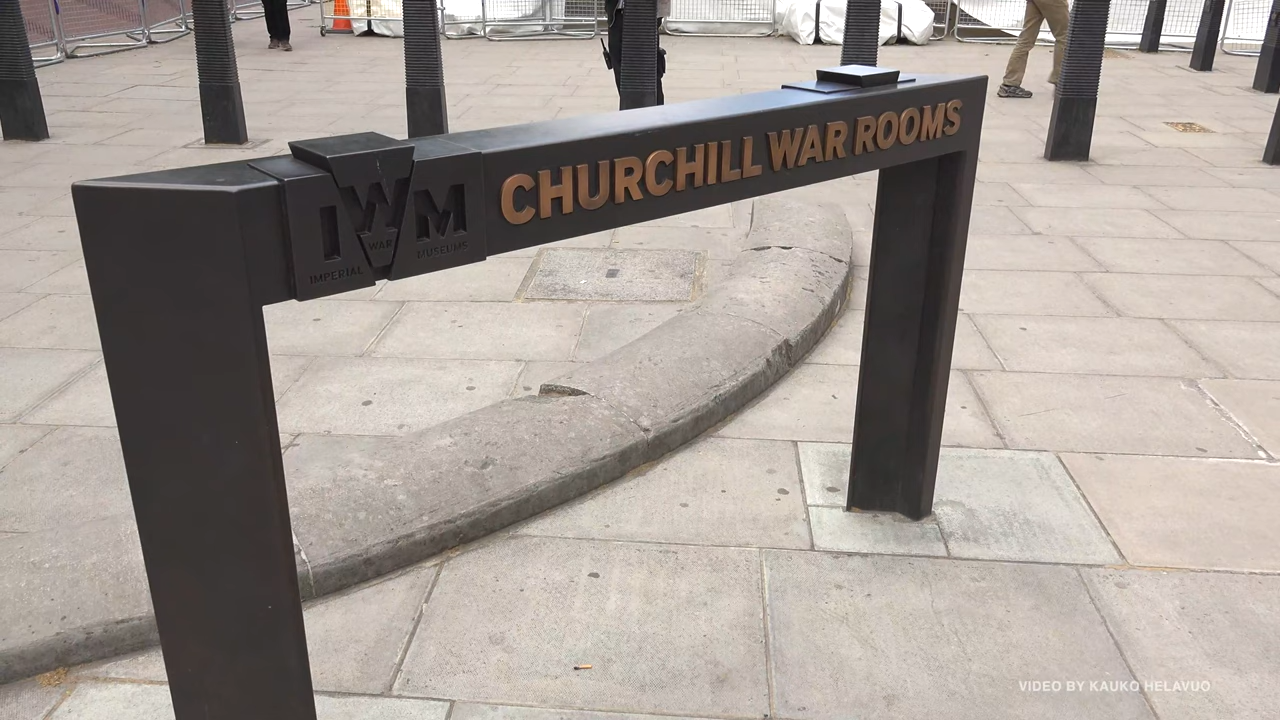 IWM
IMPERIAL WAR MUSEUMS
CHURCHILL WAR ROOMS
VIDEO BY KAUKO HELAVUO